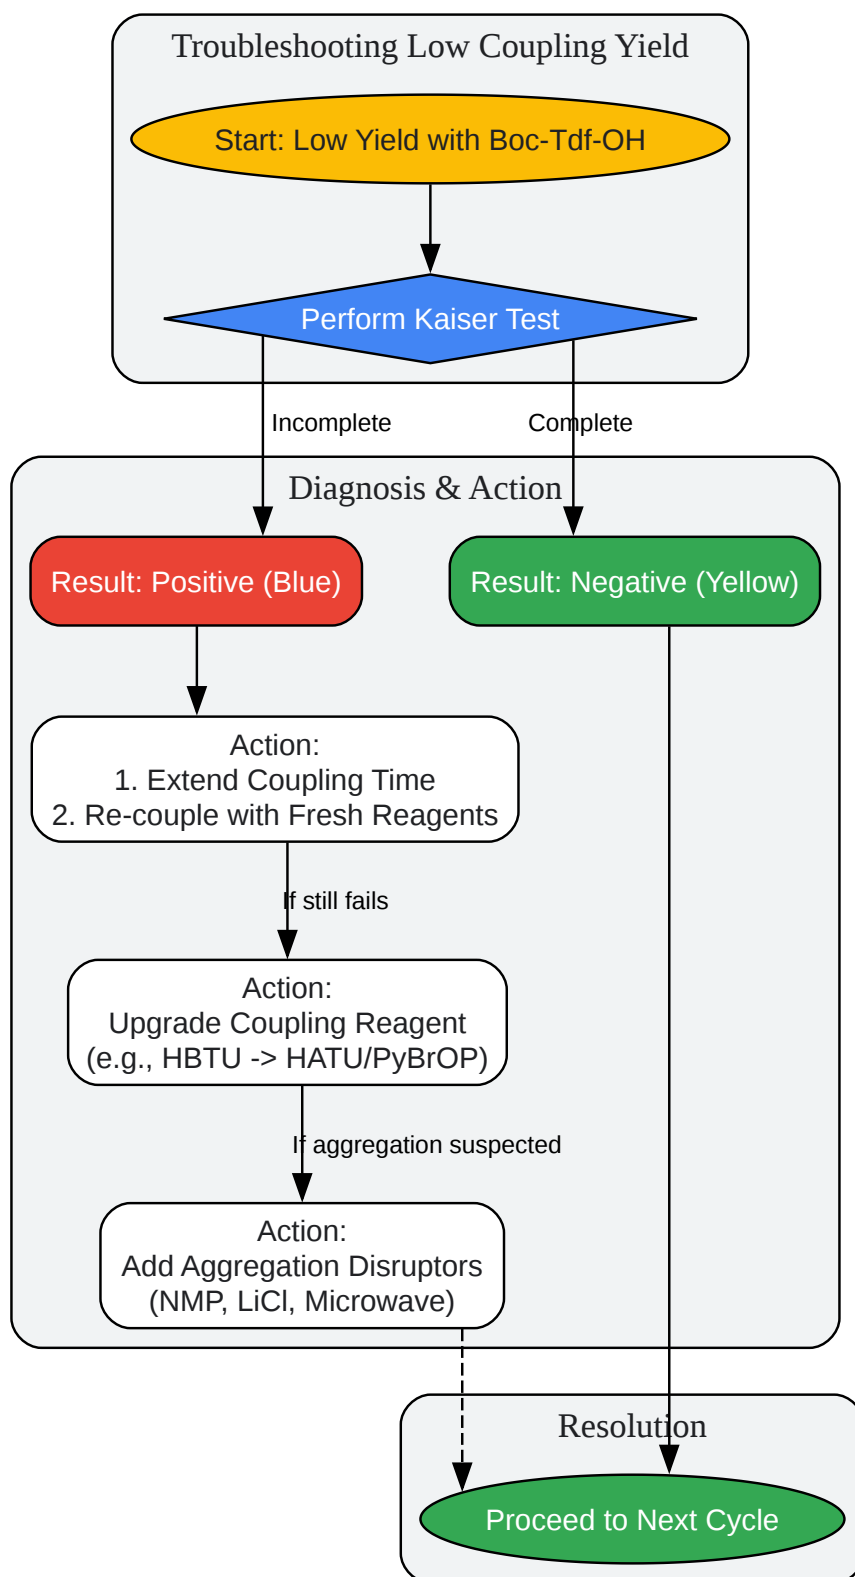 Troubleshooting Low Coupling Yield
Start: Low Yield with Boc-Tdf-OH
Perform Kaiser Test
Incomplete
Complete
Diagnosis & Action
Result: Positive (Blue)
Result: Negative (Yellow)
Action:
1. Extend Coupling Time
2. Re-couple with Fresh Reagents
If still fails
Action:
Upgrade Coupling Reagent
(e.g., HBTU -> HATU/PyBrOP)
If aggregation suspected
Action:
Add Aggregation Disruptors
(NMP, LiCl, Microwave)
Resolution
Proceed to Next Cycle